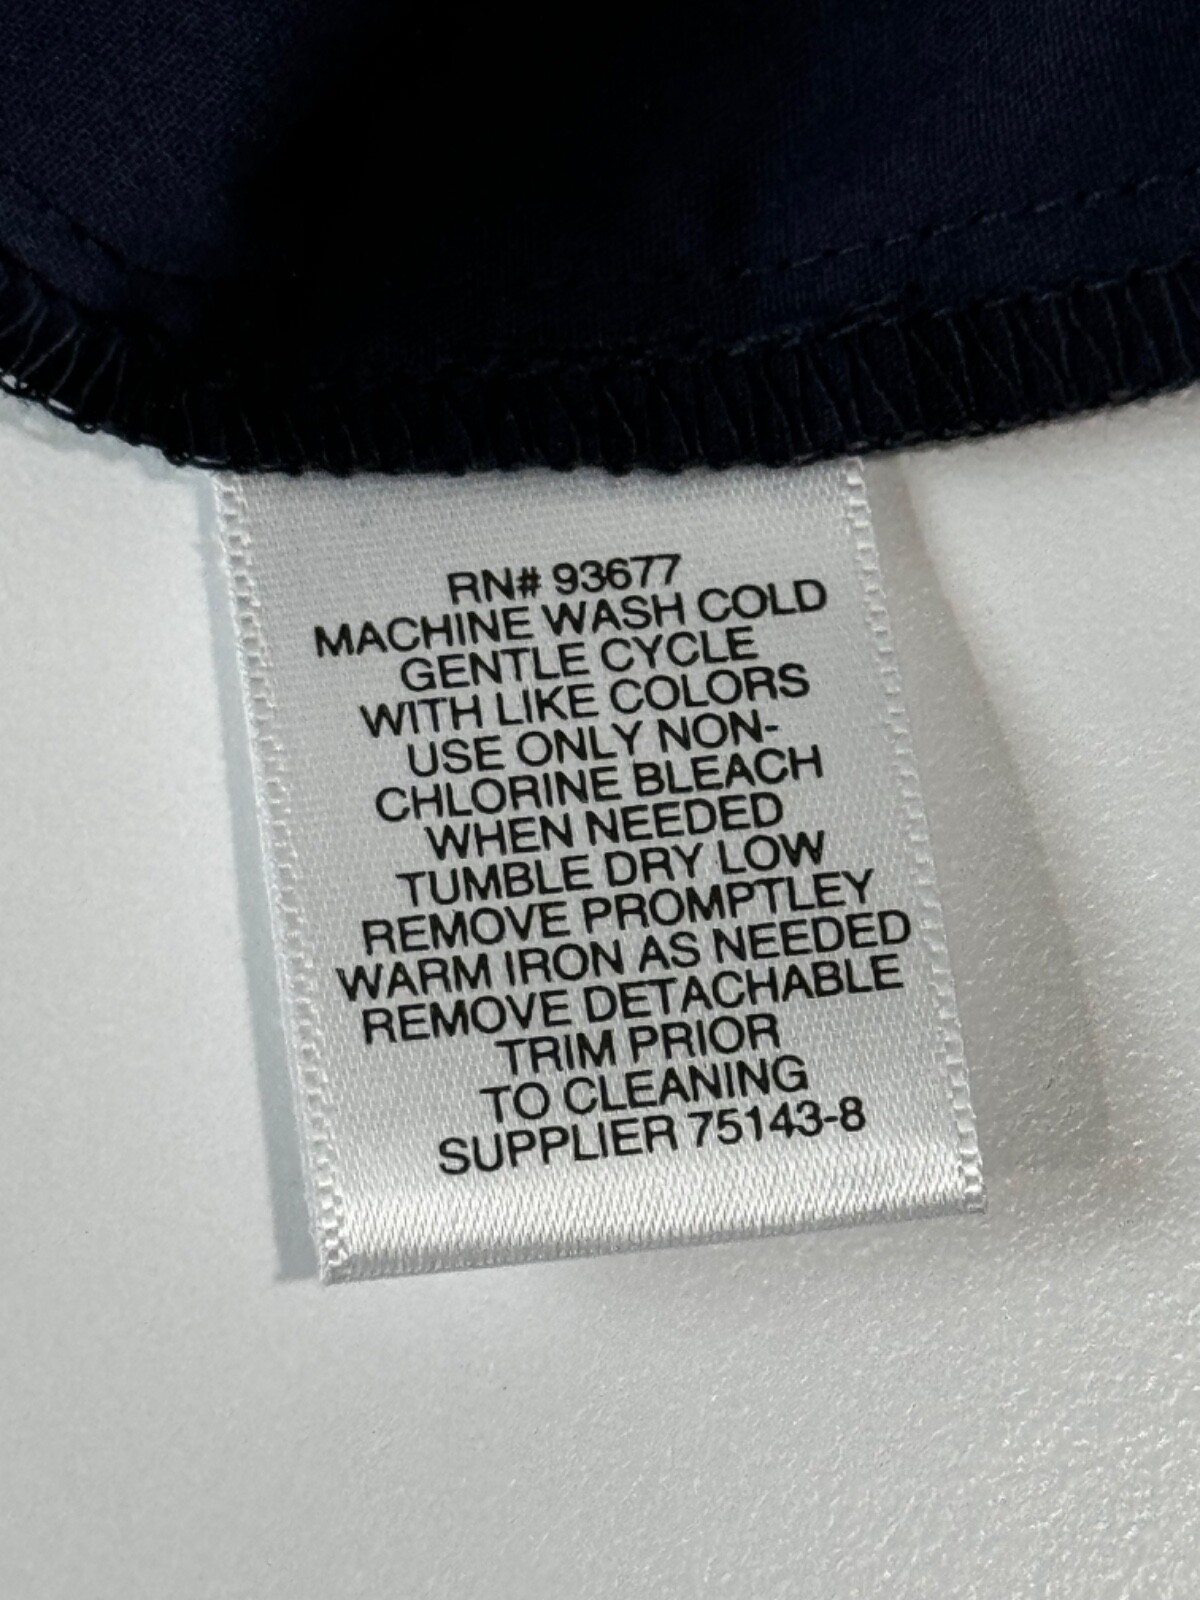 RN# 93677
MACHINE WASH COLD
GENTLE CYCLE
WITH LIKE COLORS
USE ONLY NON-
CHLORINE BLEACH
WHEN NEEDED
TUMBLE DRY LOW
REMOVE PROMPTLEY
WARM IRON AS NEEDED
REMOVE DETACHABLE
TRIM PRIOR
TO CLEANING
SUPPLIER 75143-8